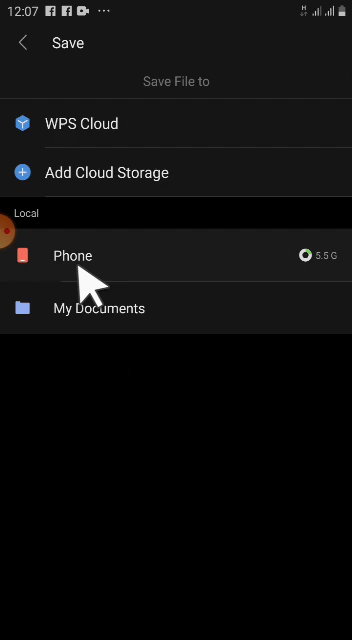 12:07
Save
Save File to
WPS Cloud
Add Cloud Storage
Local
Phone 5.5 G
My Documents